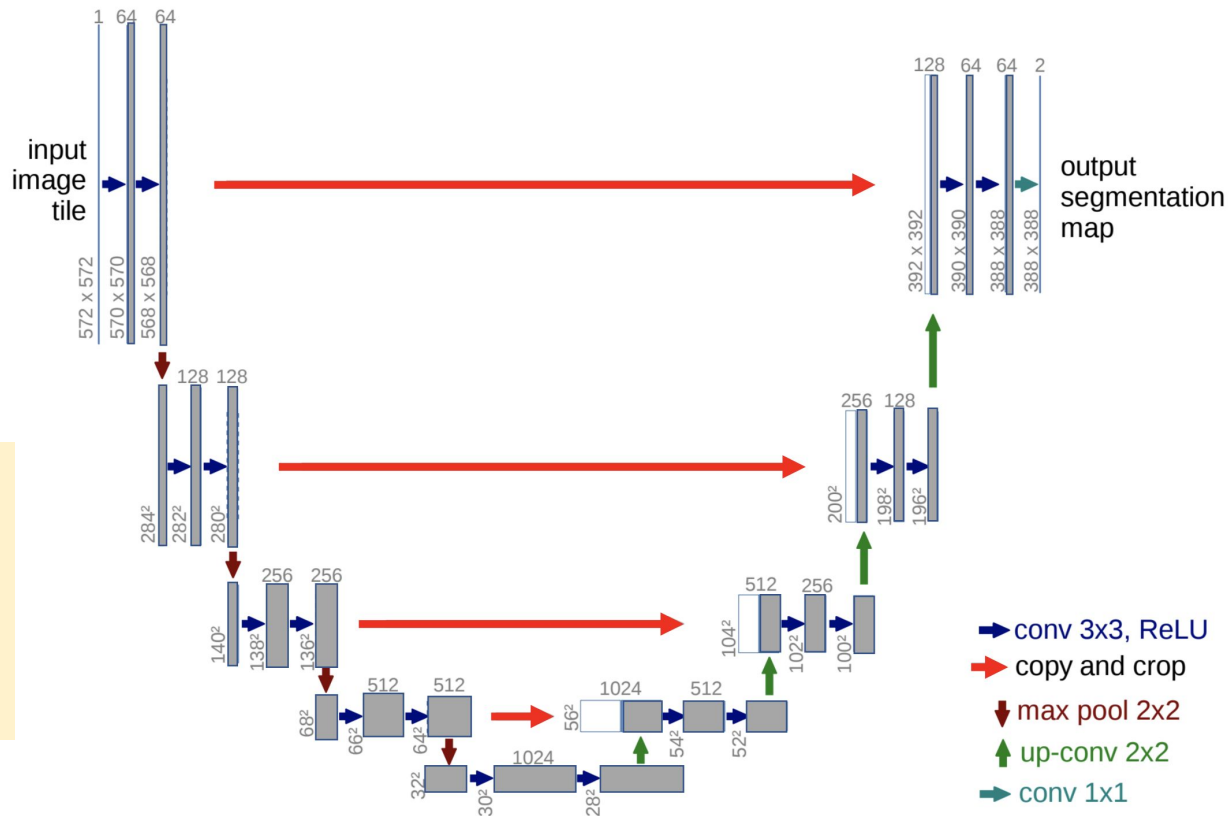 1 64 64
input
image
tile
572 x 572
570 x 570
568 x 568
128 64 64 2
output
segmentation
map
392 x 392
390 x 390
388 x 388
388 x 388
128 128
284²
282²
280²
256 128
200²
198²
196²
256 256
140²
138²
136²
512 256
104²
102²
100²
512 512
68²
66²
64²
1024 512
56²
54²
52²
1024
32²
30²
28²
conv 3x3, ReLU
copy and crop
max pool 2x2
up-conv 2x2
conv 1x1